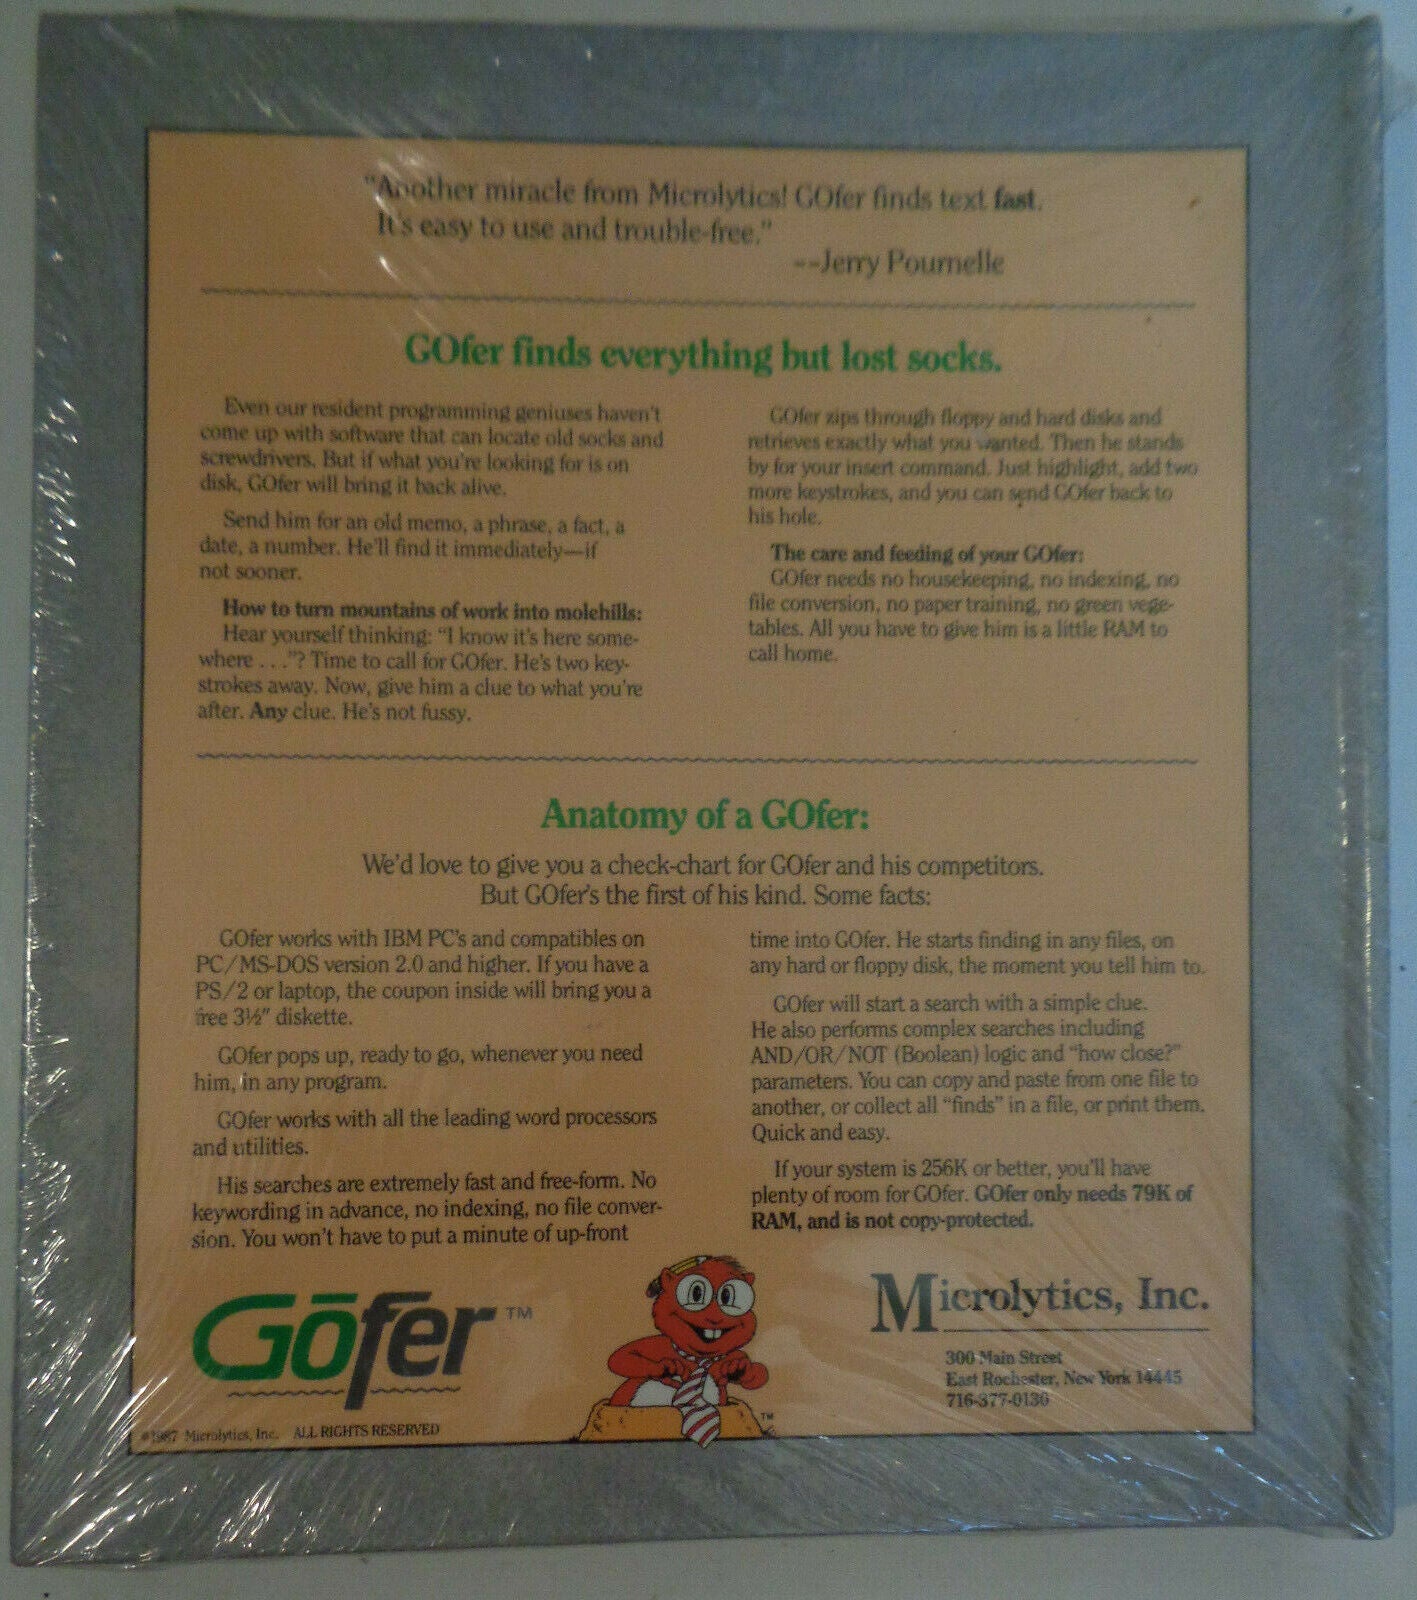 "Another miracle from Microlytics! GOfer finds text fast.
It's easy to use and trouble-free."
--Jerry Pournelle
GOfer finds everything but lost socks.
Even our resident programming geniuses haven't
come up with software that can locate old socks and
screwdrivers. But if what you're looking for is on
disk, GOfer will bring it back alive.
Send him for an old memo, a phrase, a fact, a
date, a number. He'll find it immediately—if
not sooner.
How to turn mountains of work into molehills:
Hear yourself thinking: "I know it's here some-
where . . ."? Time to call for GOfer. He's two key-
strokes away. Now, give him a clue to what you're
after. Any clue. He's not fussy.
GOfer zips through floppy and hard disks and
retrieves exactly what you wanted. Then he stands
by for your insert command. Just highlight, add two
more keystrokes, and you can send GOfer back to
his hole.
The care and feeding of your GOfer:
GOfer needs no housekeeping, no indexing, no
file conversion, no paper training, no green vege-
tables. All you have to give him is a little RAM to
call home.
Anatomy of a GOfer:
We'd love to give you a check-chart for GOfer and his competitors.
But GOfer's the first of his kind. Some facts:
GOfer works with IBM PC's and compatibles on
PC/MS-DOS version 2.0 and higher. If you have a
PS/2 or laptop, the coupon inside will bring you a
free 3½" diskette.
GOfer pops up, ready to go, whenever you need
him, in any program.
GOfer works with all the leading word processors
and utilities.
His searches are extremely fast and free-form. No
keywording in advance, no indexing, no file conver-
sion. You won't have to put a minute of up-front
time into GOfer. He starts finding in any files, on
any hard or floppy disk, the moment you tell him to.
GOfer will start a search with a simple clue.
He also performs complex searches including
AND/OR/NOT (Boolean) logic and "how close?"
parameters. You can copy and paste from one file to
another, or collect all "finds" in a file, or print them.
Quick and easy.
If your system is 256K or better, you'll have
plenty of room for GOfer. GOfer only needs 79K of
RAM, and is not copy-protected.
Gōfer™
Microlytics, Inc.
300 Main Street
East Rochester, New York 14445
716-377-0130
TM
©1987 Microlytics, Inc. ALL RIGHTS RESERVED